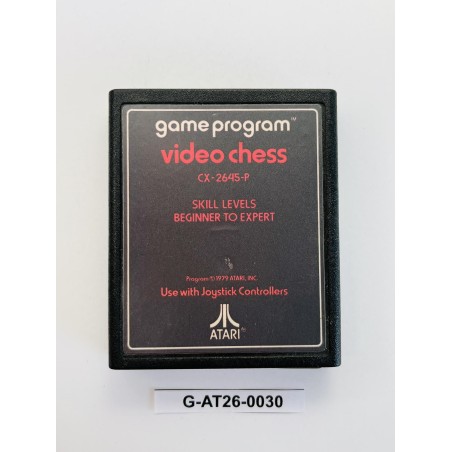 game program™
video chess
CX-2645-P
SKILL LEVELS
BEGINNER TO EXPERT
Program © 1979 ATARI, INC.
Use with Joystick Controllers
ATARI®
G-AT26-0030